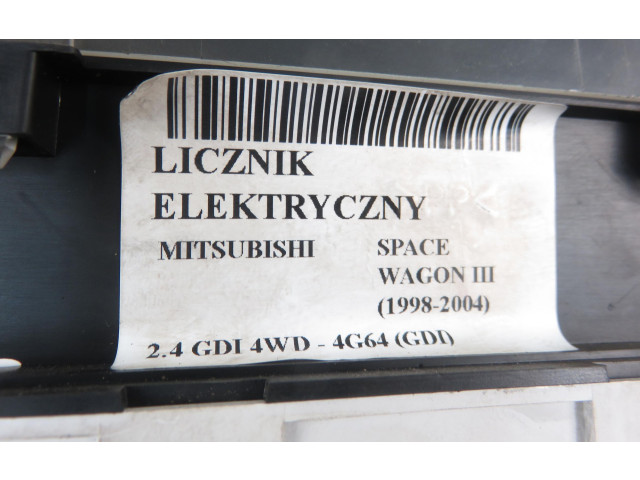 LICZNIK
ELEKTRYCZNY
MITSUBISHI SPACE
WAGON III
(1998-2004)
2.4 GDI 4WD - 4G64 (GDI)